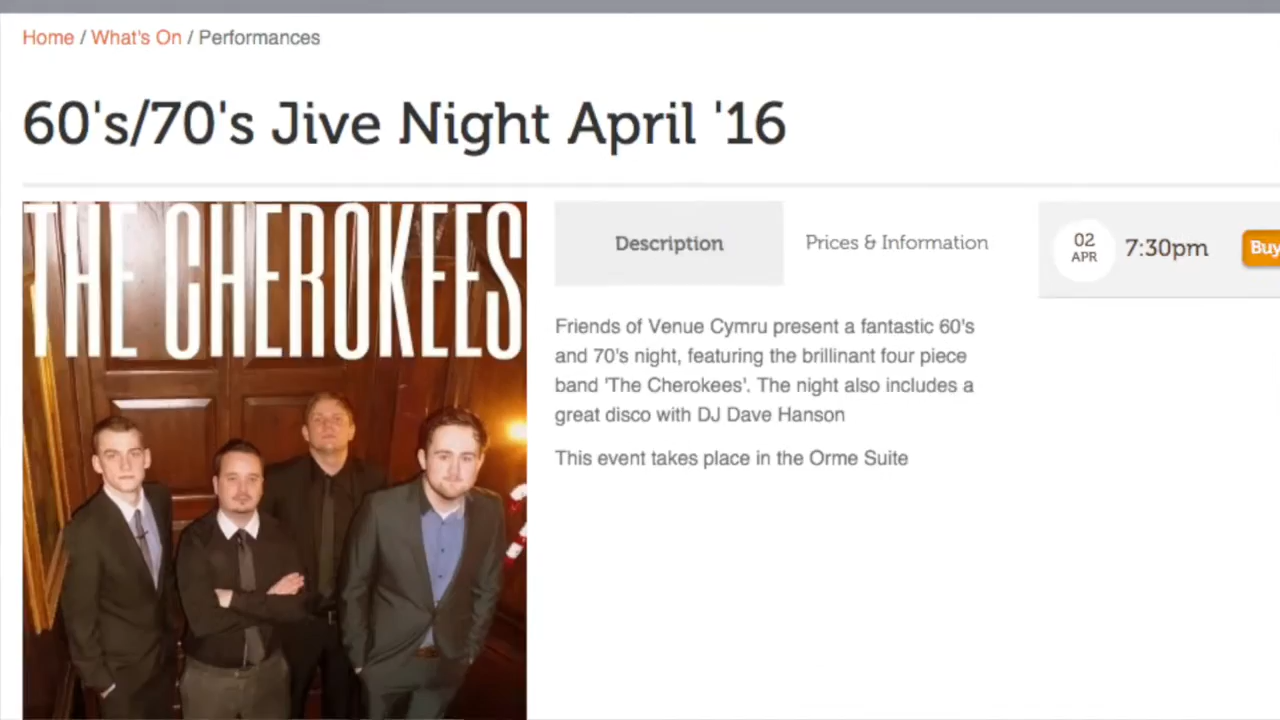 Home / What's On / Performances
60's/70's Jive Night April '16
THE CHEROKEES
Description
Prices & Information
02
APR
7:30pm
Buy
Friends of Venue Cymru present a fantastic 60's
and 70's night, featuring the brillinant four piece
band 'The Cherokees'. The night also includes a
great disco with DJ Dave Hanson
This event takes place in the Orme Suite